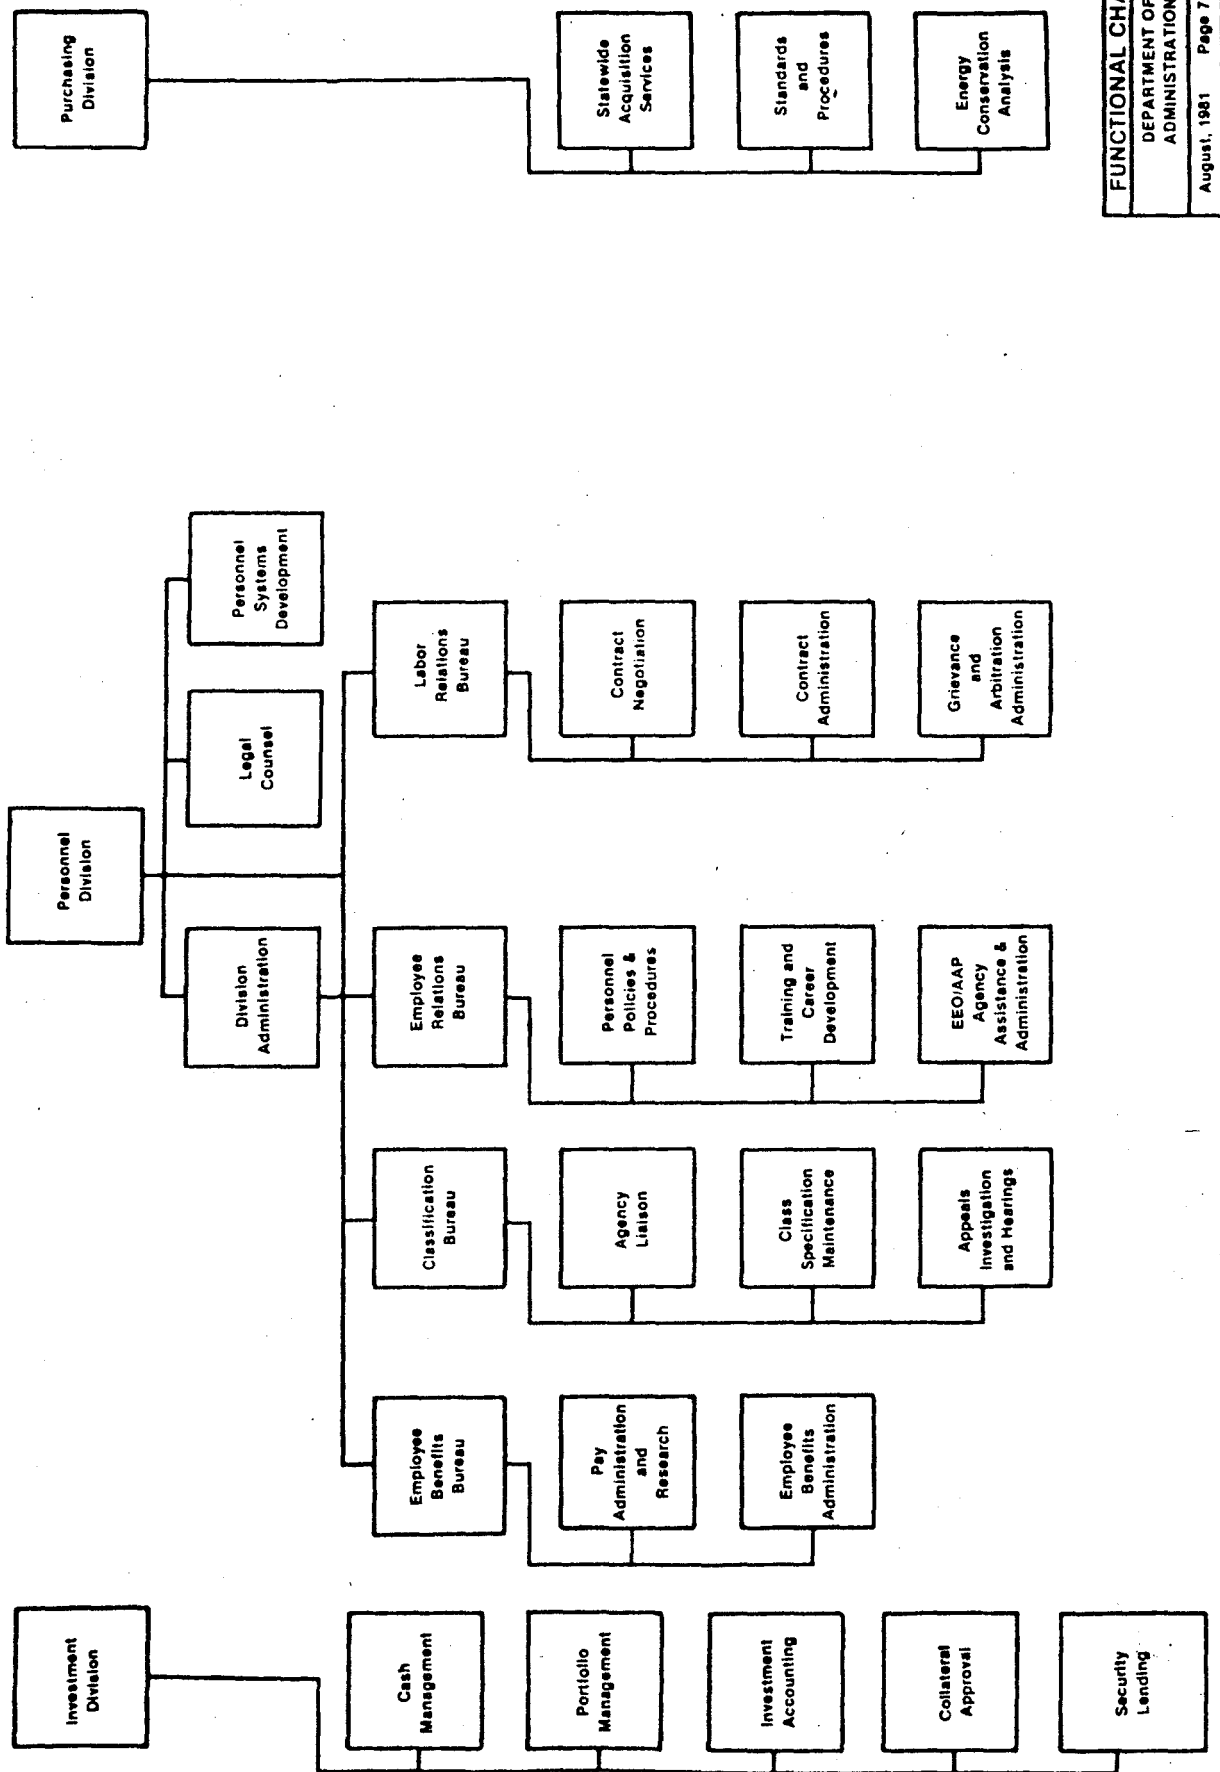 Investment
Division
Cash
Management
Portfolio
Management
Investment
Accounting
Collateral
Approval
Security
Lending
Personnel
Division
Division
Administration
Legal
Counsel
Personnel
Systems
Development
Employee
Benefits
Bureau
Pay
Administration
and
Research
Employee
Benefits
Administration
Classification
Bureau
Agency
Liaison
Class
Specification
Maintenance
Appeals
Investigation
and Hearings
Employee
Relations
Bureau
Personnel
Policies &
Procedures
Training and
Career
Development
EEO/AAP
Agency
Assistance &
Administration
Labor
Relations
Bureau
Contract
Negotiation
Contract
Administration
Grievance
and
Arbitration
Administration
Purchasing
Division
Statewide
Acquisition
Services
Standards
and
Procedures
Energy
Conservation
Analysis
FUNCTIONAL CHA
DEPARTMENT OF
ADMINISTRATION
August, 1981 Page 7